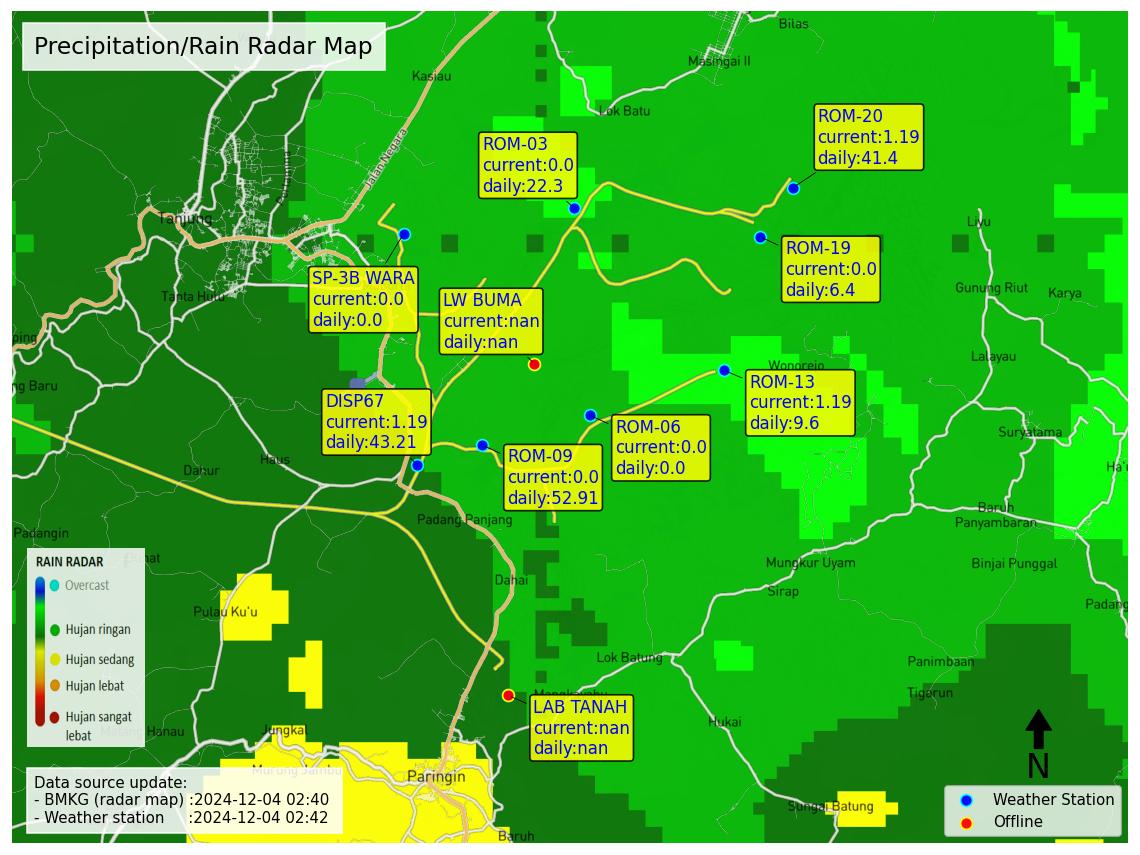 Precipitation/Rain Radar Map
Bilas
Masingai II
Kasiau
Lok Batu
Jalan Negara
ROM-20
current:1.19
daily:41.4
ROM-03
current:0.0
daily:22.3
Tanjung
Liyu
ROM-19
current:0.0
daily:6.4
SP-3B WARA
current:0.0
daily:0.0
Tanta Hulu
LW BUMA
current:nan
daily:nan
Gunung Riut
Karya
ping
Lalayau
Wonorejo
ng Baru
ROM-13
current:1.19
daily:9.6
DISP67
current:1.19
daily:43.21
ROM-06
current:0.0
daily:0.0
Suryatama
ROM-09
current:0.0
daily:52.91
Haus
Dahur
Padang Panjang
Baruh
Panyambaran
Padangin
Mungkur Uyam
Binjai Punggal
Dahai
Sirap
Padang
Pulau Ku'u
RAIN RADAR
Overcast
Hujan ringan
Hujan sedang
Hujan lebat
Hujan sangat
lebat
Lok Batung
Panimbaan
Tigarun
LAB TANAH
current:nan
daily:nan
Hukai
Jungkal
Hanau
Murung Jambu
Paringin
N
Data source update:
- BMKG (radar map) :2024-12-04 02:40
- Weather station :2024-12-04 02:42
Sungai Batung
Baruh
Weather Station
Offline